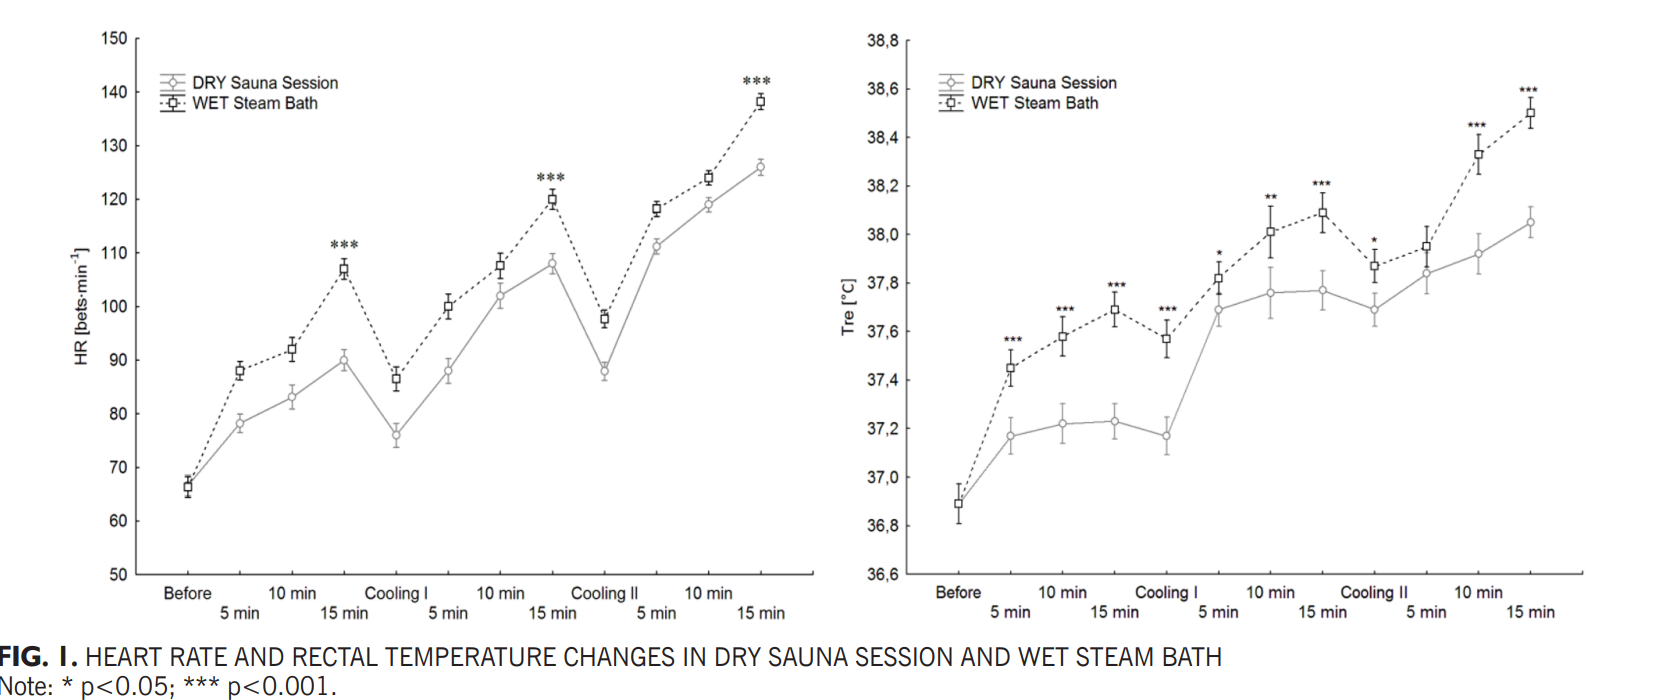 150
140
130
120
110
100
90
80
70
60
50
HR [bets·min⁻¹]
DRY Sauna Session
WET Steam Bath
***
***
***
Before
5 min
10 min
15 min
Cooling I
5 min
10 min
15 min
Cooling II
5 min
10 min
15 min
38,8
38,6
38,4
38,2
38,0
37,8
37,6
37,4
37,2
37,0
36,8
36,6
Tre [°C]
DRY Sauna Session
WET Steam Bath
***
***
***
***
*
**
***
*
***
***
Before
5 min
10 min
15 min
Cooling I
5 min
10 min
15 min
Cooling II
5 min
10 min
15 min
FIG. 1. HEART RATE AND RECTAL TEMPERATURE CHANGES IN DRY SAUNA SESSION AND WET STEAM BATH
Note: * p<0.05; *** p<0.001.